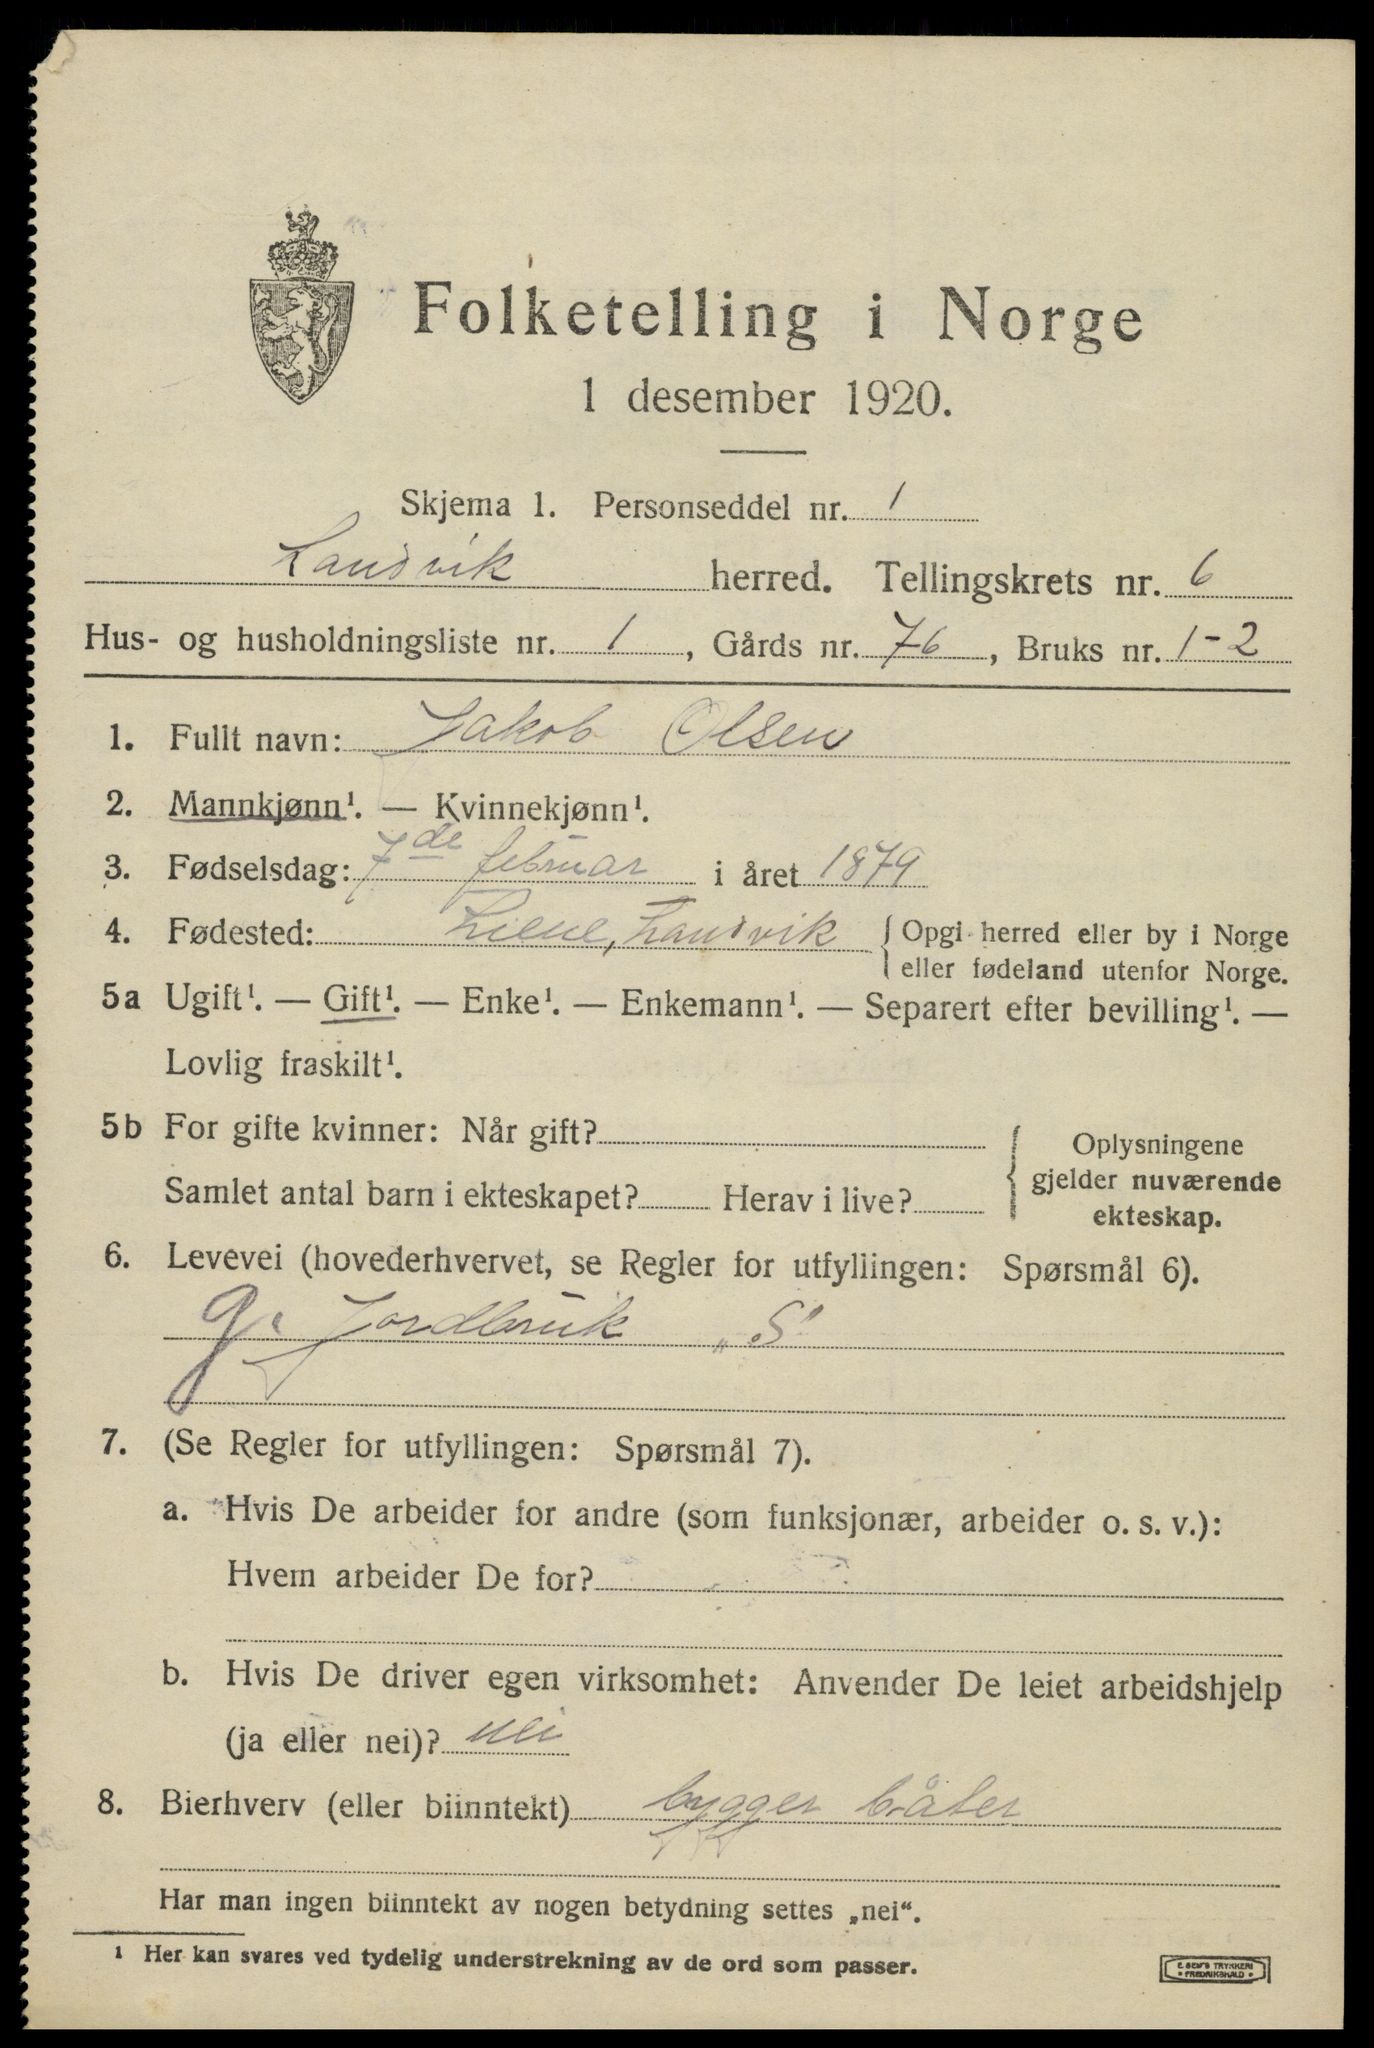 Folketelling i Norge
1 desember 1920.
Skjema 1. Personseddel nr. 1
Landvik herred. Tellingskrets nr. 6
Hus- og husholdningsliste nr. 1, Gårds nr. 76, Bruks nr. 1-2
1. Fullt navn: Jakob Olsen
2. Mannkjønn¹. — Kvinnekjønn¹.
3. Fødselsdag: 7de februar i året 1879
4. Fødested: Liene, Landvik { Opgi herred eller by i Norge
eller fødeland utenfor Norge.
5a Ugift¹. — Gift¹. — Enke¹. — Enkemann¹. — Separert efter bevilling¹. —
Lovlig fraskilt¹.
5b For gifte kvinner: Når gift?
Samlet antal barn i ekteskapet? Herav i live?
Oplysningene
gjelder nuværende
ekteskap.
6. Levevei (hovederhvervet, se Regler for utfyllingen: Spørsmål 6).
g. Jordbruk „S"
7. (Se Regler for utfyllingen: Spørsmål 7).
a. Hvis De arbeider for andre (som funksjonær, arbeider o. s. v.):
Hvem arbeider De for?
b. Hvis De driver egen virksomhet: Anvender De leiet arbeidshjelp
(ja eller nei)? nei
8. Bierhverv (eller biinntekt) bygger båter
Har man ingen biinntekt av nogen betydning settes „nei“.
¹ Her kan svares ved tydelig understrekning av de ord som passer.
E. SEM'S TRYKKERI
• FREDRIKSHALD •